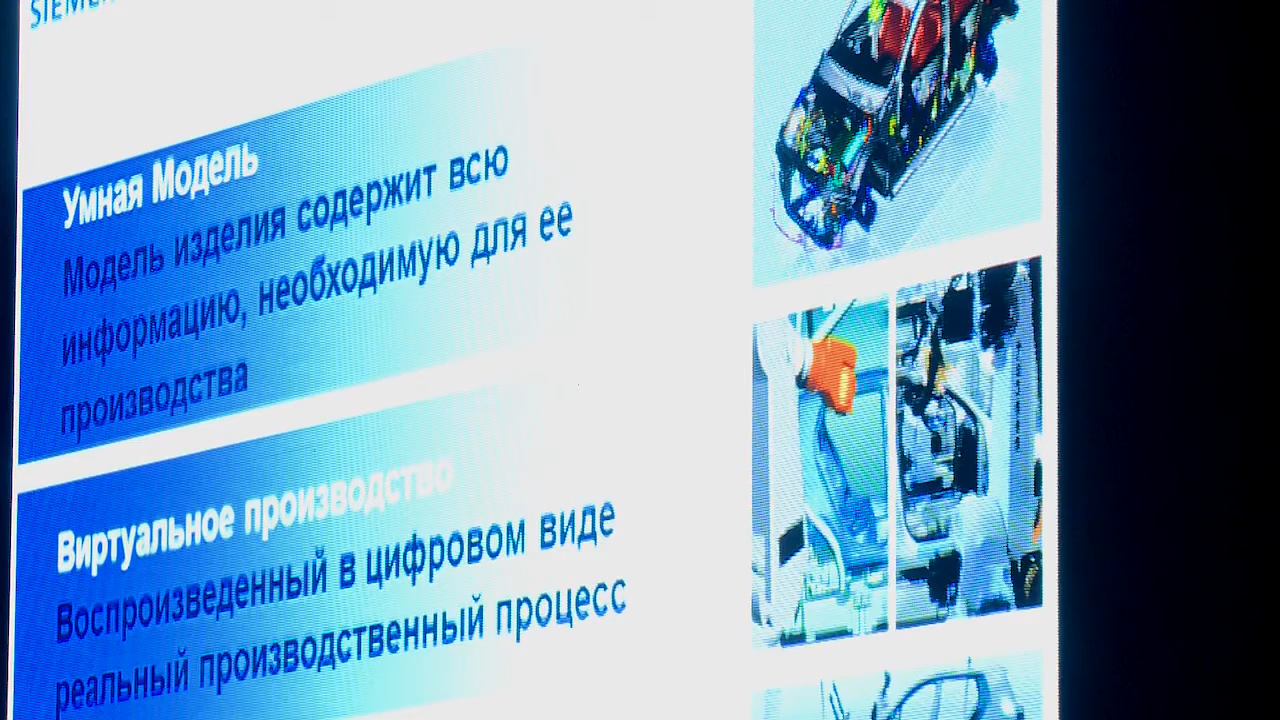 Умная Модель
Модель изделия содержит всю
информацию, необходимую для ее
производства
Виртуальное производство
Воспроизведенный в цифровом виде
реальный производственный процесс